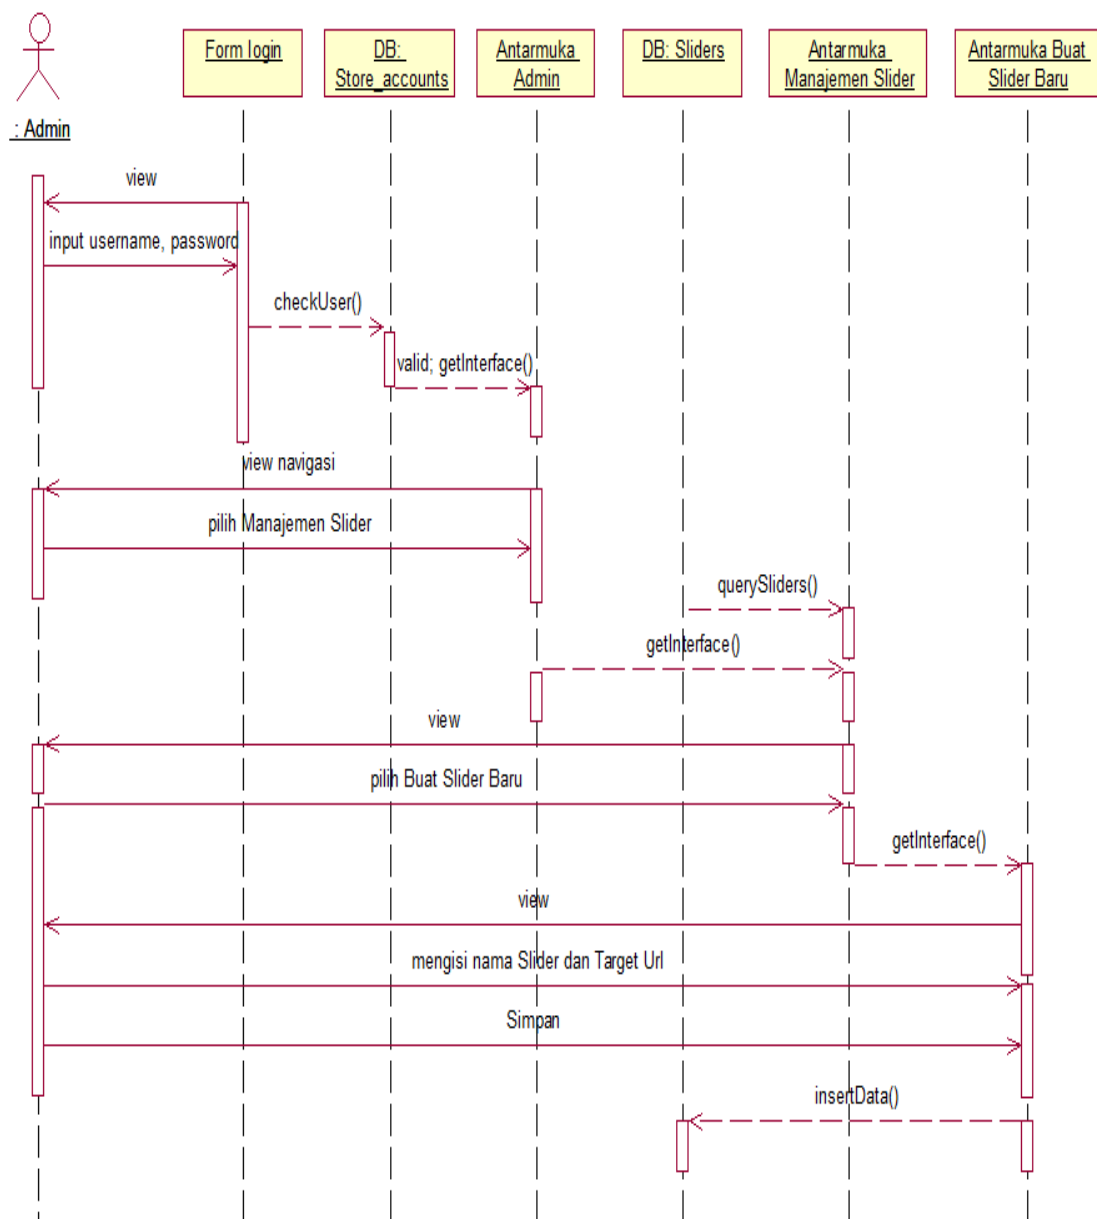 Form login
DB:
Store_accounts
Antarmuka
Admin
DB: Sliders
Antarmuka
Manajemen Slider
Antarmuka Buat
Slider Baru
: Admin
view
input username, password
checkUser()
valid; getInterface()
view navigasi
pilih Manajemen Slider
querySliders()
getInterface()
view
pilih Buat Slider Baru
getInterface()
view
mengisi nama Slider dan Target Url
Simpan
insertData()